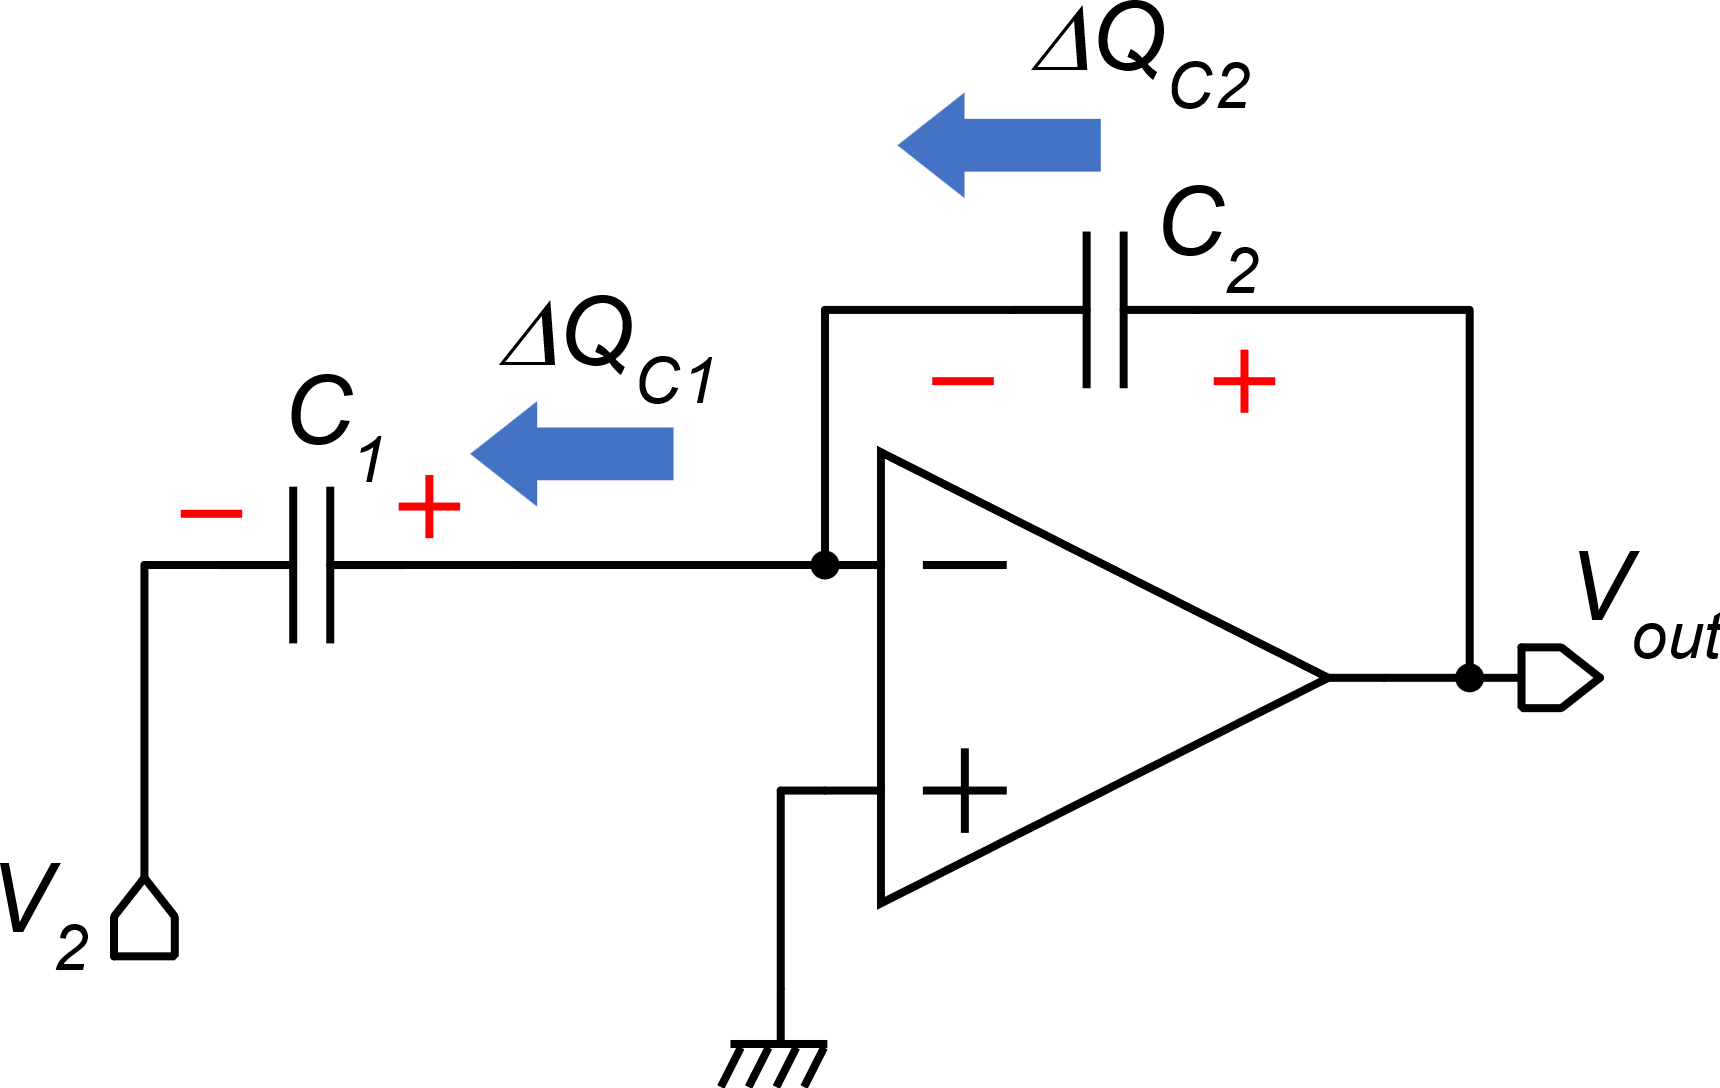 ΔQC2
C2
ΔQC1
C1
− +
− +
−
Vout
+
V2